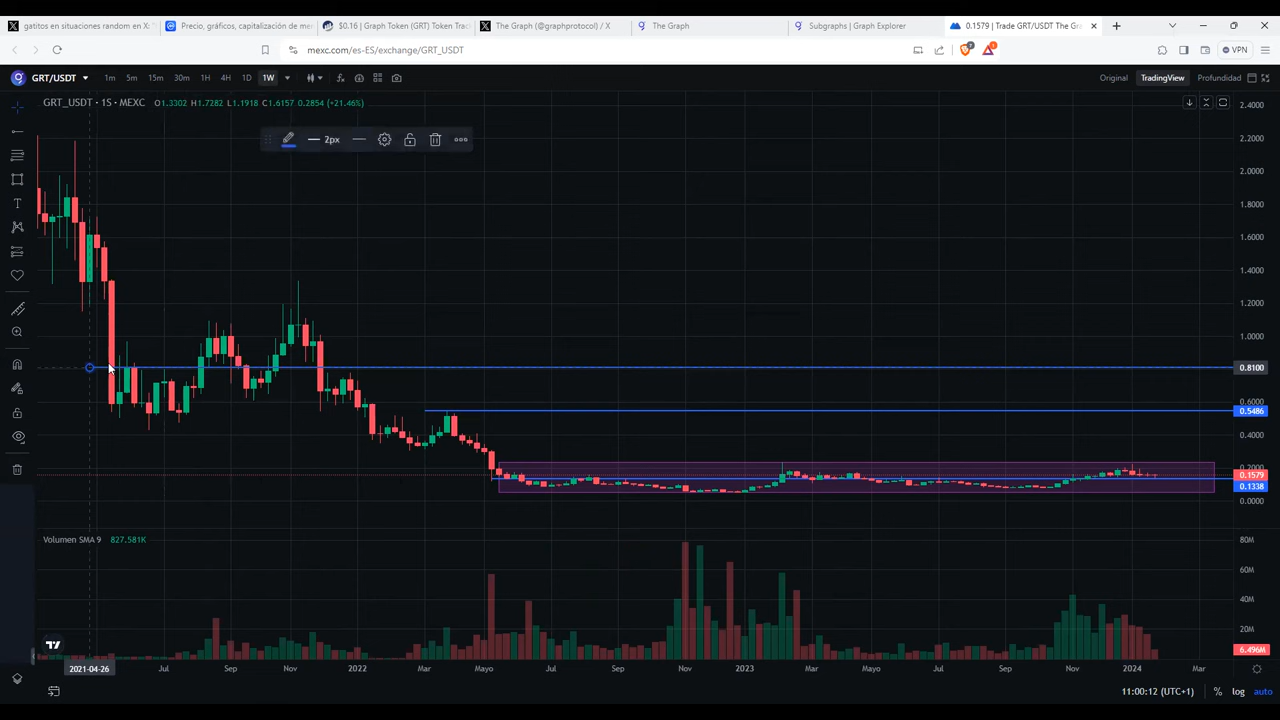 gatitos en situaciones random en X:
Precio, gráficos, capitalización de me
$0.16 | Graph Token (GRT) Token Tra
The Graph (@graphprotocol) / X
The Graph
Subgraphs | Graph Explorer
0.1579 | Trade GRT/USDT The Gr
mexc.com/es-ES/exchange/GRT_USDT
VPN
GRT/USDT 1m 5m 15m 30m 1H 4H 1D 1W
Original TradingView Profundidad
GRT_USDT · 1S · MEXC O1.3302 H1.7282 L1.1918 C1.6157 0.2854 (+21.46%)
2px
2.4000
2.2000
2.0000
1.8000
1.6000
1.4000
1.2000
1.0000
0.8100
0.6000
0.5486
0.4000
0.2000
0.1579
0.1338
0.0000
Volumen SMA 9 827.581K
80M
60M
40M
20M
6.496M
2021-04-26 Jul Sep Nov 2022 Mar Mayo Jul Sep Nov 2023 Mar Mayo Jul Sep Nov 2024 Mar
11:00:12 (UTC+1) % log auto